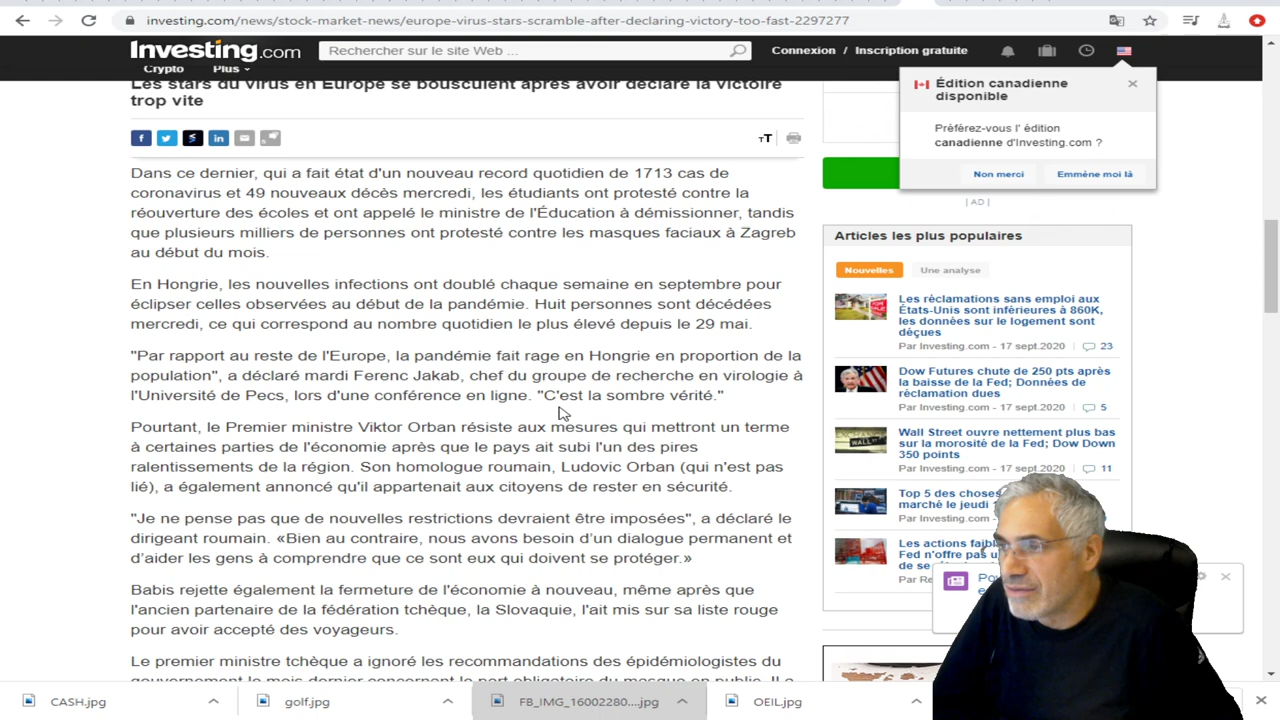 investing.com/news/stock-market-news/europe-virus-stars-scramble-after-declaring-victory-too-fast-2297277
Investing.com
Rechercher sur le site Web ...
Connexion / Inscription gratuite
Crypto Plus
Les stars du virus en Europe se bousculent après avoir déclaré la victoire
trop vite
Dans ce dernier, qui a fait état d'un nouveau record quotidien de 1713 cas de
coronavirus et 49 nouveaux décès mercredi, les étudiants ont protesté contre la
réouverture des écoles et ont appelé le ministre de l'Éducation à démissionner, tandis
que plusieurs milliers de personnes ont protesté contre les masques faciaux à Zagreb
au début du mois.
En Hongrie, les nouvelles infections ont doublé chaque semaine en septembre pour
éclipser celles observées au début de la pandémie. Huit personnes sont décédées
mercredi, ce qui correspond au nombre quotidien le plus élevé depuis le 29 mai.
"Par rapport au reste de l'Europe, la pandémie fait rage en Hongrie en proportion de la
population", a déclaré mardi Ferenc Jakab, chef du groupe de recherche en virologie à
l'Université de Pecs, lors d'une conférence en ligne. "C'est la sombre vérité."
Pourtant, le Premier ministre Viktor Orban résiste aux mesures qui mettront un terme
à certaines parties de l'économie après que le pays ait subi l'un des pires
ralentissements de la région. Son homologue roumain, Ludovic Orban (qui n'est pas
lié), a également annoncé qu'il appartenait aux citoyens de rester en sécurité.
"Je ne pense pas que de nouvelles restrictions devraient être imposées", a déclaré le
dirigeant roumain. «Bien au contraire, nous avons besoin d'un dialogue permanent et
d'aider les gens à comprendre que ce sont eux qui doivent se protéger.»
Babis rejette également la fermeture de l'économie à nouveau, même après que
l'ancien partenaire de la fédération tchèque, la Slovaquie, l'ait mis sur sa liste rouge
pour avoir accepté des voyageurs.
Le premier ministre tchèque a ignoré les recommandations des épidémiologistes du
gouvernement le mois dernier concernant le port obligatoire du masque en public. Il a
Édition canadienne
disponible
Préférez-vous l' édition
canadienne d'Investing.com ?
Non merci Emmène moi là
| AD |
Articles les plus populaires
Nouvelles Une analyse
Les réclamations sans emploi aux
États-Unis sont inférieures à 860K,
les données sur le logement sont
déçues
Par Investing.com - 17 sept.2020 | 23
Dow Futures chute de 250 pts après
la baisse de la Fed; Données de
réclamation dues
Par Investing.com - 17 sept.2020 | 5
Wall Street ouvre nettement plus bas
sur la morosité de la Fed; Dow Down
350 points
Par Investing.com - 17 sept.2020 | 11
Top 5 des choses
marché le jeudi
Par Investing.com
Les actions faibl
Fed n'offre pas
de se
Par Re
CASH.jpg
golf.jpg
FB_IMG_16002280....jpg
OEIL.jpg